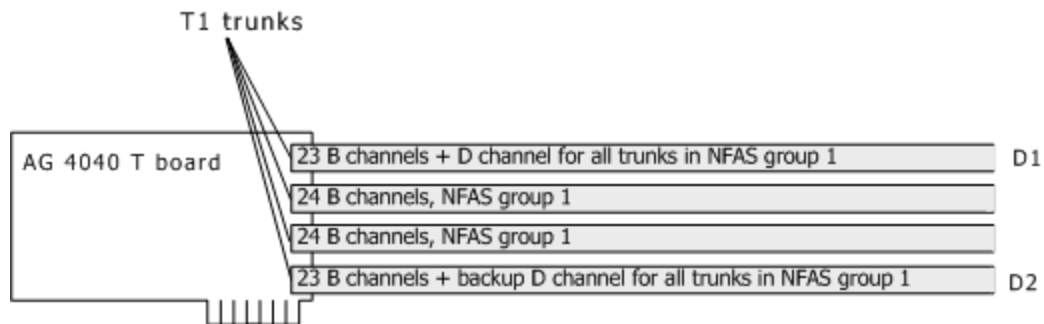 T1 trunks
AG 4040 T board
23 B channels + D channel for all trunks in NFAS group 1
D1
24 B channels, NFAS group 1
24 B channels, NFAS group 1
23 B channels + backup D channel for all trunks in NFAS group 1
D2